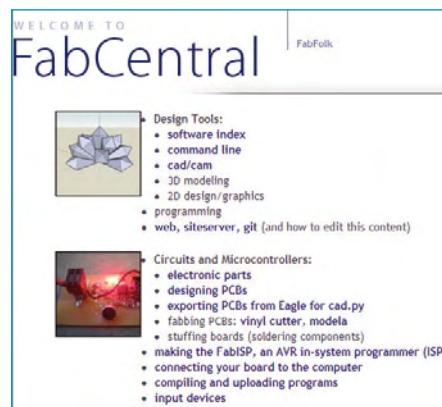 WELCOME TO
FabCentral
FabFolk
Design Tools:
software index
command line
cad/cam
3D modeling
2D design/graphics
programming
web, siteserver, git (and how to edit this content)
Circuits and Microcontrollers:
electronic parts
designing PCBs
exporting PCBs from Eagle for cad.py
fabbing PCBs: vinyl cutter, modela
stuffing boards (soldering components)
making the FabISP, an AVR in-system programmer (ISP
connecting your board to the computer
compiling and uploading programs
input devices